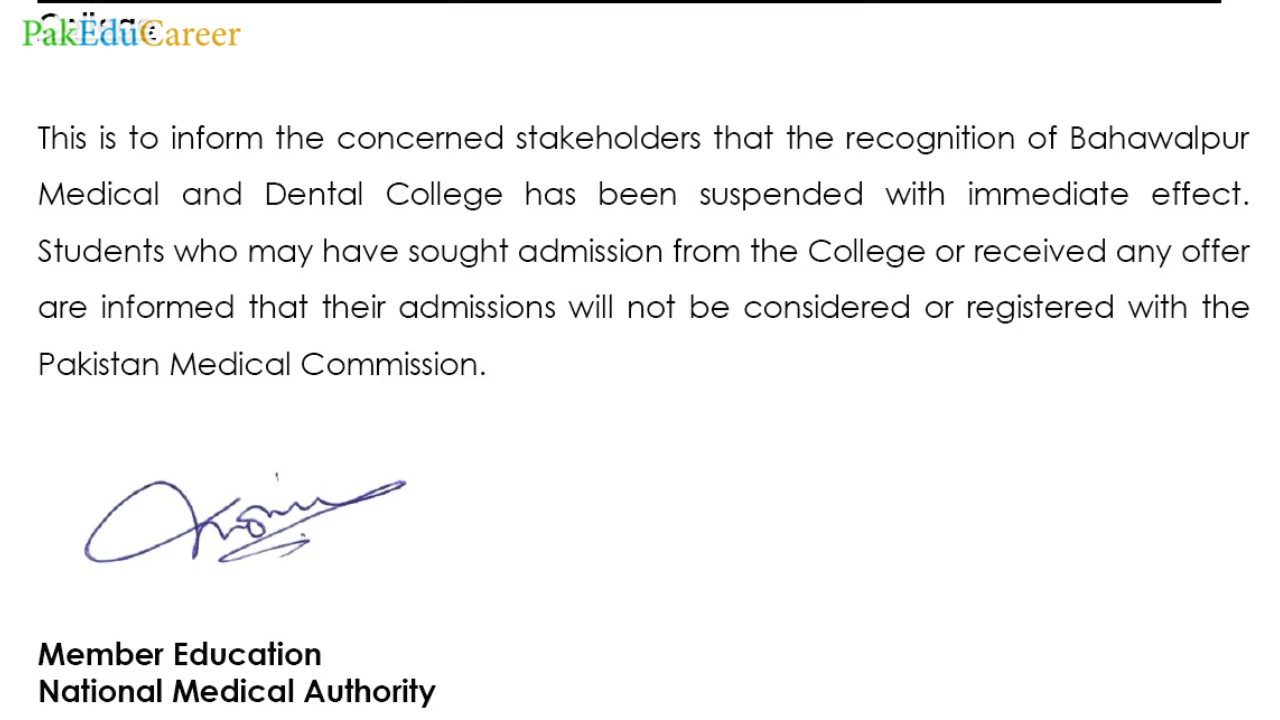 College
PakEduCareer
This is to inform the concerned stakeholders that the recognition of Bahawalpur
Medical and Dental College has been suspended with immediate effect.
Students who may have sought admission from the College or received any offer
are informed that their admissions will not be considered or registered with the
Pakistan Medical Commission.
Member Education
National Medical Authority